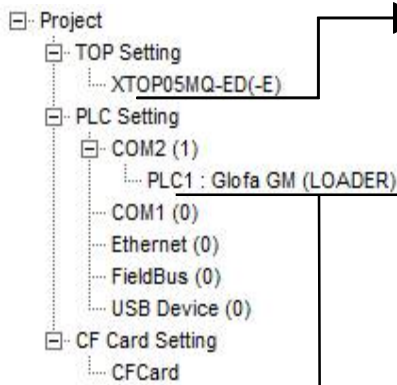 Project
TOP Setting
XTOP05MQ-ED(-E)
PLC Setting
COM2 (1)
PLC1 : Glofa GM (LOADER)
COM1 (0)
Ethernet (0)
FieldBus (0)
USB Device (0)
CF Card Setting
CFCard